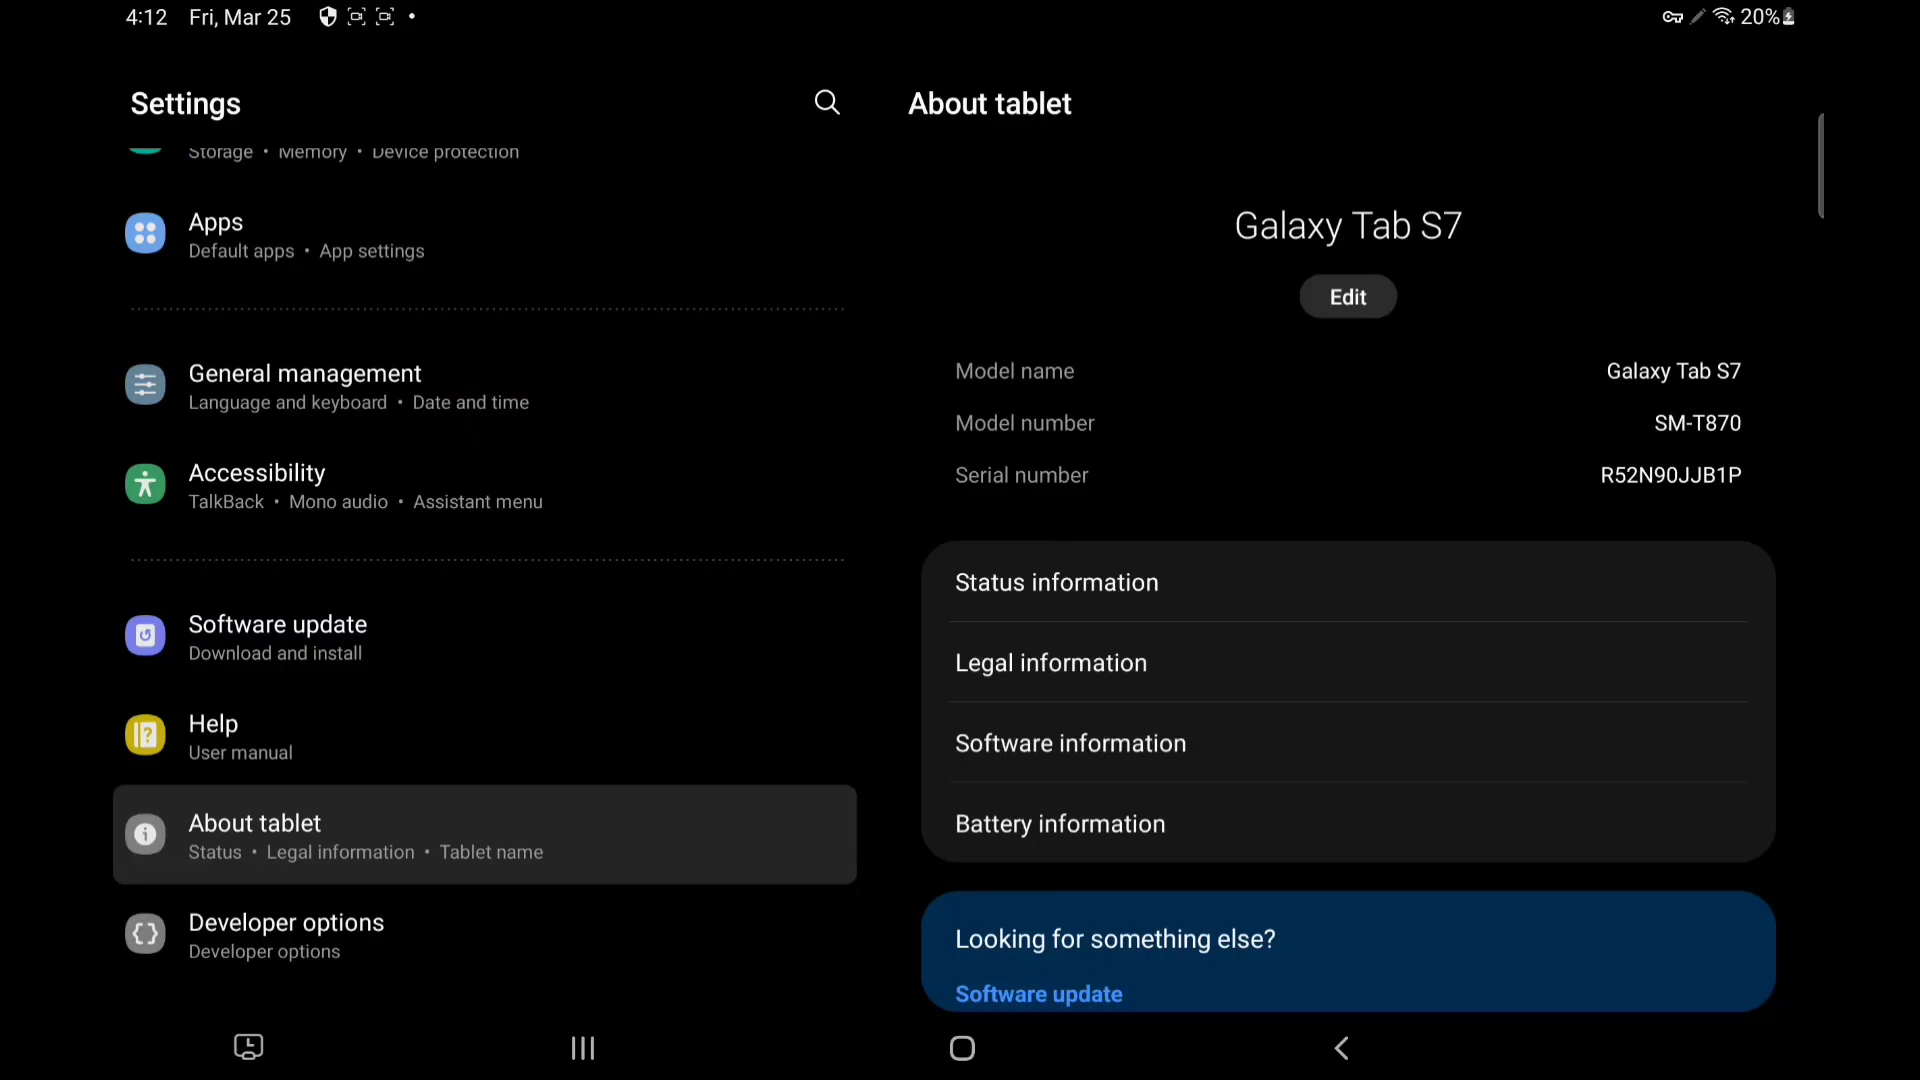 4:12 Fri, Mar 25
20%
Settings
Storage • Memory • Device protection
Apps
Default apps • App settings
General management
Language and keyboard • Date and time
Accessibility
TalkBack • Mono audio • Assistant menu
Software update
Download and install
Help
User manual
About tablet
Status • Legal information • Tablet name
Developer options
Developer options
About tablet
Galaxy Tab S7
Edit
Model name Galaxy Tab S7
Model number SM-T870
Serial number R52N90JJB1P
Status information
Legal information
Software information
Battery information
Looking for something else?
Software update